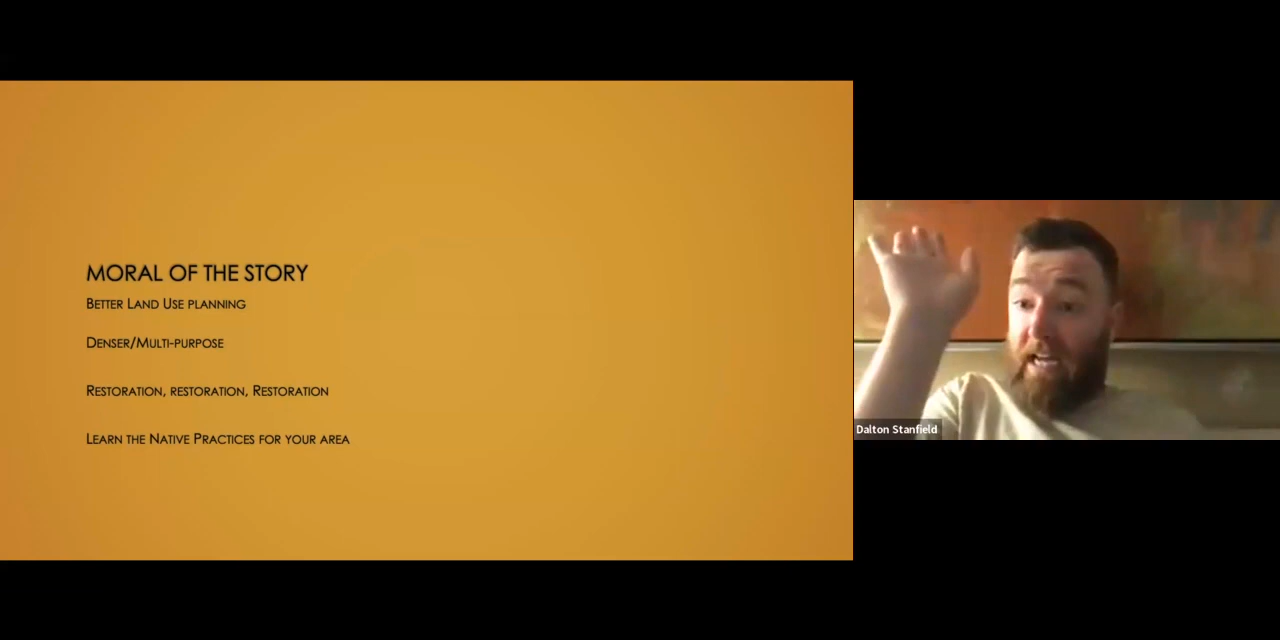 MORAL OF THE STORY
BETTER LAND USE PLANNING
DENSER/MULTI-PURPOSE
RESTORATION, RESTORATION, RESTORATION
LEARN THE NATIVE PRACTICES FOR YOUR AREA
Dalton Stanfield